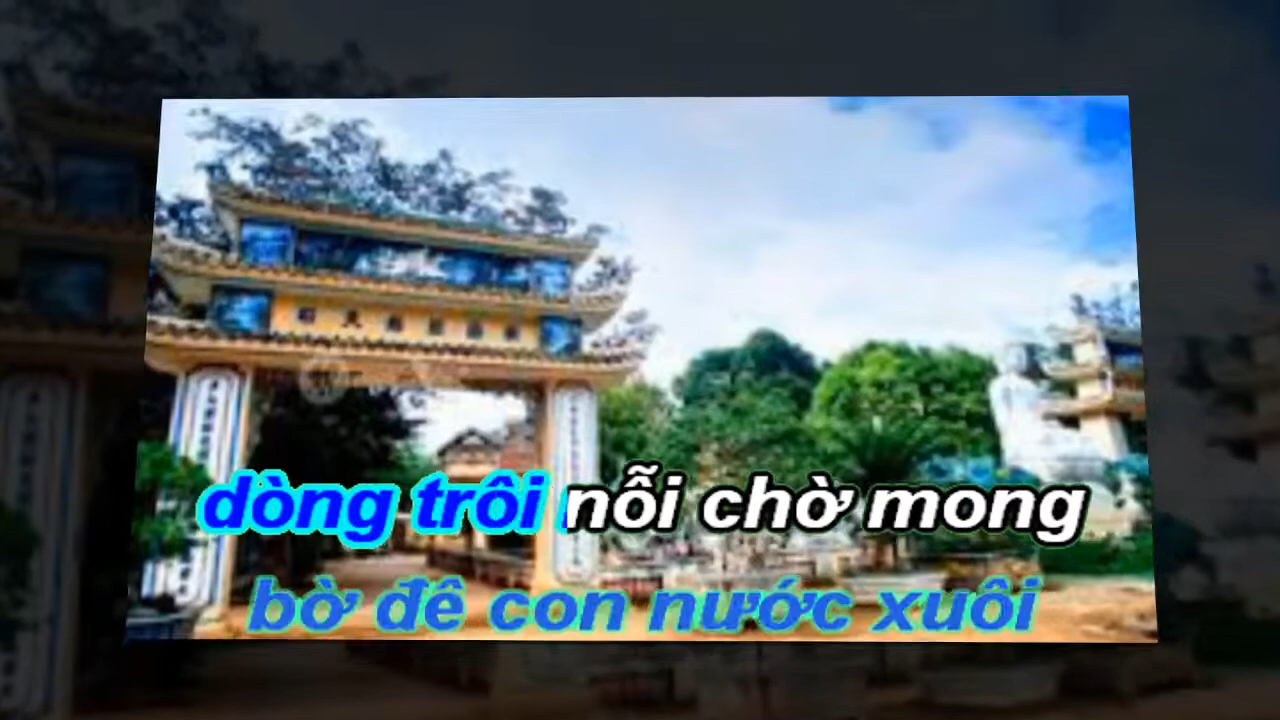 dòng trôi nỗi chờ mong
bờ đê con nước xuôi